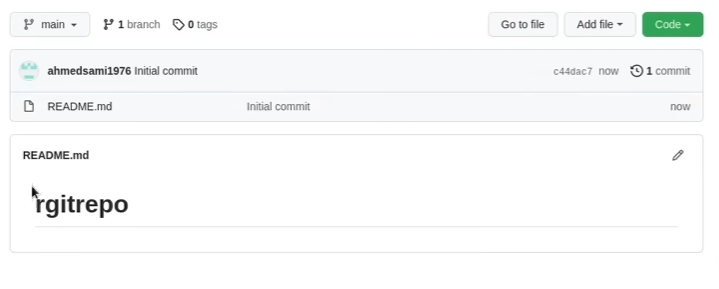 main 1 branch 0 tags Go to file Add file Code
ahmedsami1976 Initial commit c44dac7 now 1 commit
README.md Initial commit now
README.md
rgitrepo